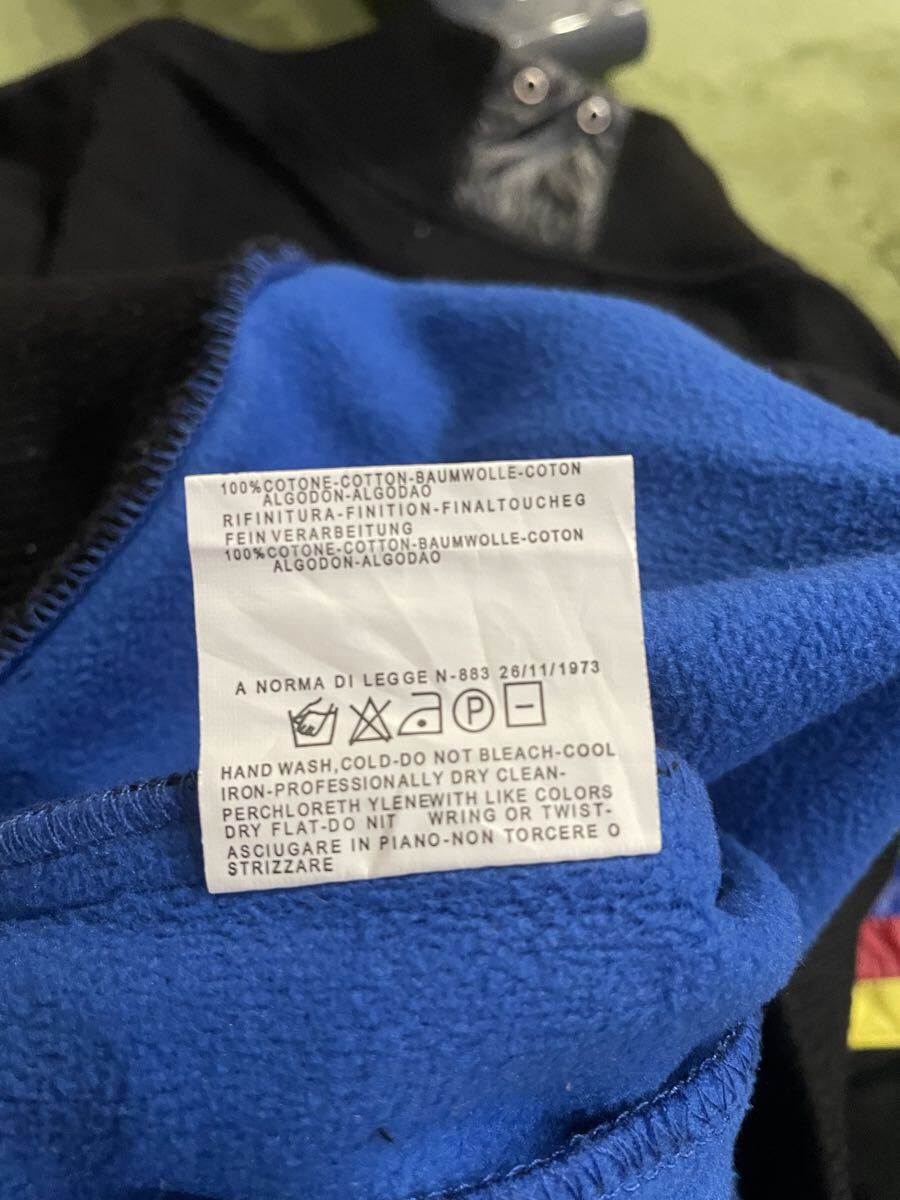 100%COTONE-COTTON-BAUMWOLLE-COTON
ALGODON-ALGODAO
RIFINITURA-FINITION-FINALTOUCHEG
FEIN VERARBEITUNG
100%COTONE-COTTON-BAUMWOLLE-COTON
ALGODON-ALGODAO
A NORMA DI LEGGE N-883 26/11/1973
P
HAND WASH,COLD-DO NOT BLEACH-COOL
IRON-PROFESSIONALLY DRY CLEAN-
PERCHLORETH YLENEWITH LIKE COLORS
DRY FLAT-DO NIT WRING OR TWIST-
ASCIUGARE IN PIANO-NON TORCERE O
STRIZZARE